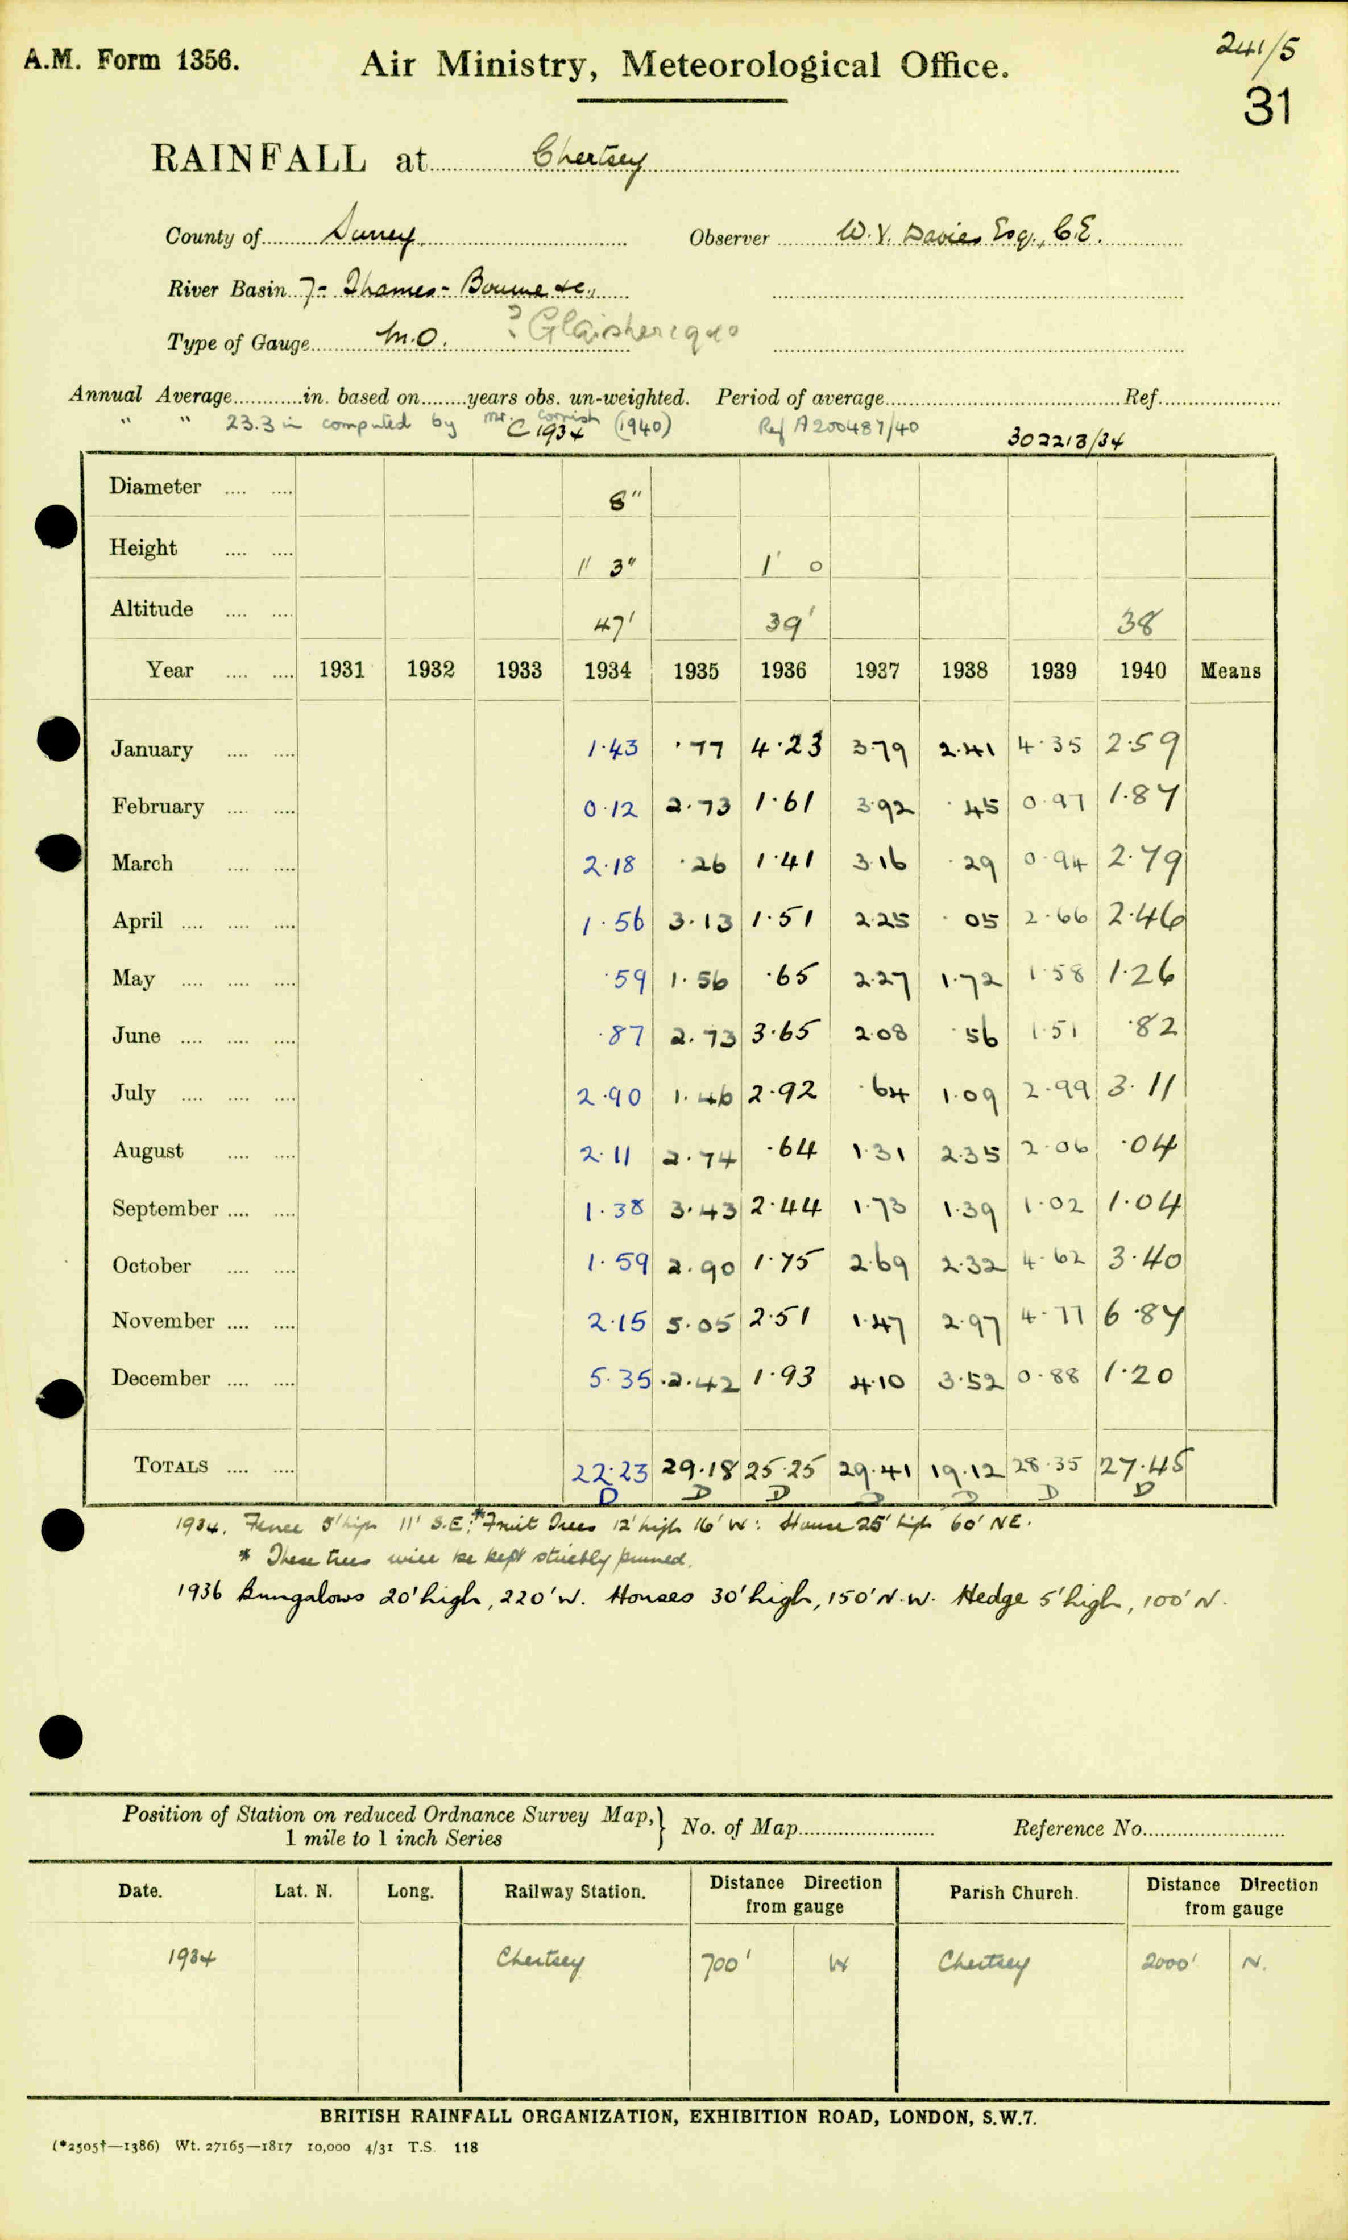 A.M. Form 1356.
Air Ministry, Meteorological Office.
241/5
31
RAINFALL at Chertsey
County of Surrey Observer W. V. Davies Esq., C.E.
River Basin 7 - Thames - Bourne &c.,
Type of Gauge M.O. ? Glaisher
Annual Average............in. based on........years obs. un-weighted. Period of average........Ref........
" " 23.3 in computed by Mr. Cornish (1940) Ref A200487/40
C 1934 302213/34
Diameter .... .... 8"
Height .... .... 1' 3" 1' 0
Altitude .... .... 47' 39' 38
Year .... .... 1931 1932 1933 1934 1935 1936 1937 1938 1939 1940 Means
January .... .... 1.43 .77 4.23 3.79 2.41 4.35 2.59
February .... .... 0.12 2.73 1.61 3.92 .45 0.97 1.87
March .... .... 2.18 .26 1.41 3.16 .29 0.94 2.79
April .... .... .... 1.56 3.13 1.51 2.25 .05 2.66 2.46
May .... .... .... .59 1.56 .65 2.27 1.72 1.58 1.26
June .... .... .... .87 2.73 3.65 2.08 .56 1.51 .82
July .... .... .... 2.90 1.46 2.92 .64 1.09 2.99 3.11
August .... .... 2.11 2.74 .64 1.31 2.35 2.06 .04
September .... .... 1.38 3.43 2.44 1.73 1.39 1.02 1.04
October .... .... 1.59 2.90 1.75 2.69 2.32 4.62 3.40
November .... .... 2.15 5.05 2.51 1.47 2.97 4.77 6.87
December .... .... 5.35 2.42 1.93 4.10 3.52 0.88 1.20
TOTALS .... .... 22.23 29.18 25.25 29.41 19.12 28.35 27.45
D D D D D D D
1934. Fence 5' high 11' S.E; *Fruit Trees 12' high 16' W: House 25' high 60' NE.
* These trees will be kept strictly pruned.
1936 Bungalows 20' high, 220' W. Houses 30' high, 150' N.W. Hedge 5' high, 100' N.
Position of Station on reduced Ordnance Survey Map, 1 mile to 1 inch Series } No. of Map........ Reference No........
Date. Lat. N. Long. Railway Station. Distance Direction from gauge Parish Church. Distance Direction from gauge
1934 Chertsey 700' W Chertsey 2000' N.
BRITISH RAINFALL ORGANIZATION, EXHIBITION ROAD, LONDON, S.W.7.
(*2505†—1386) Wt. 27165—1817 10,000 4/31 T.S. 118